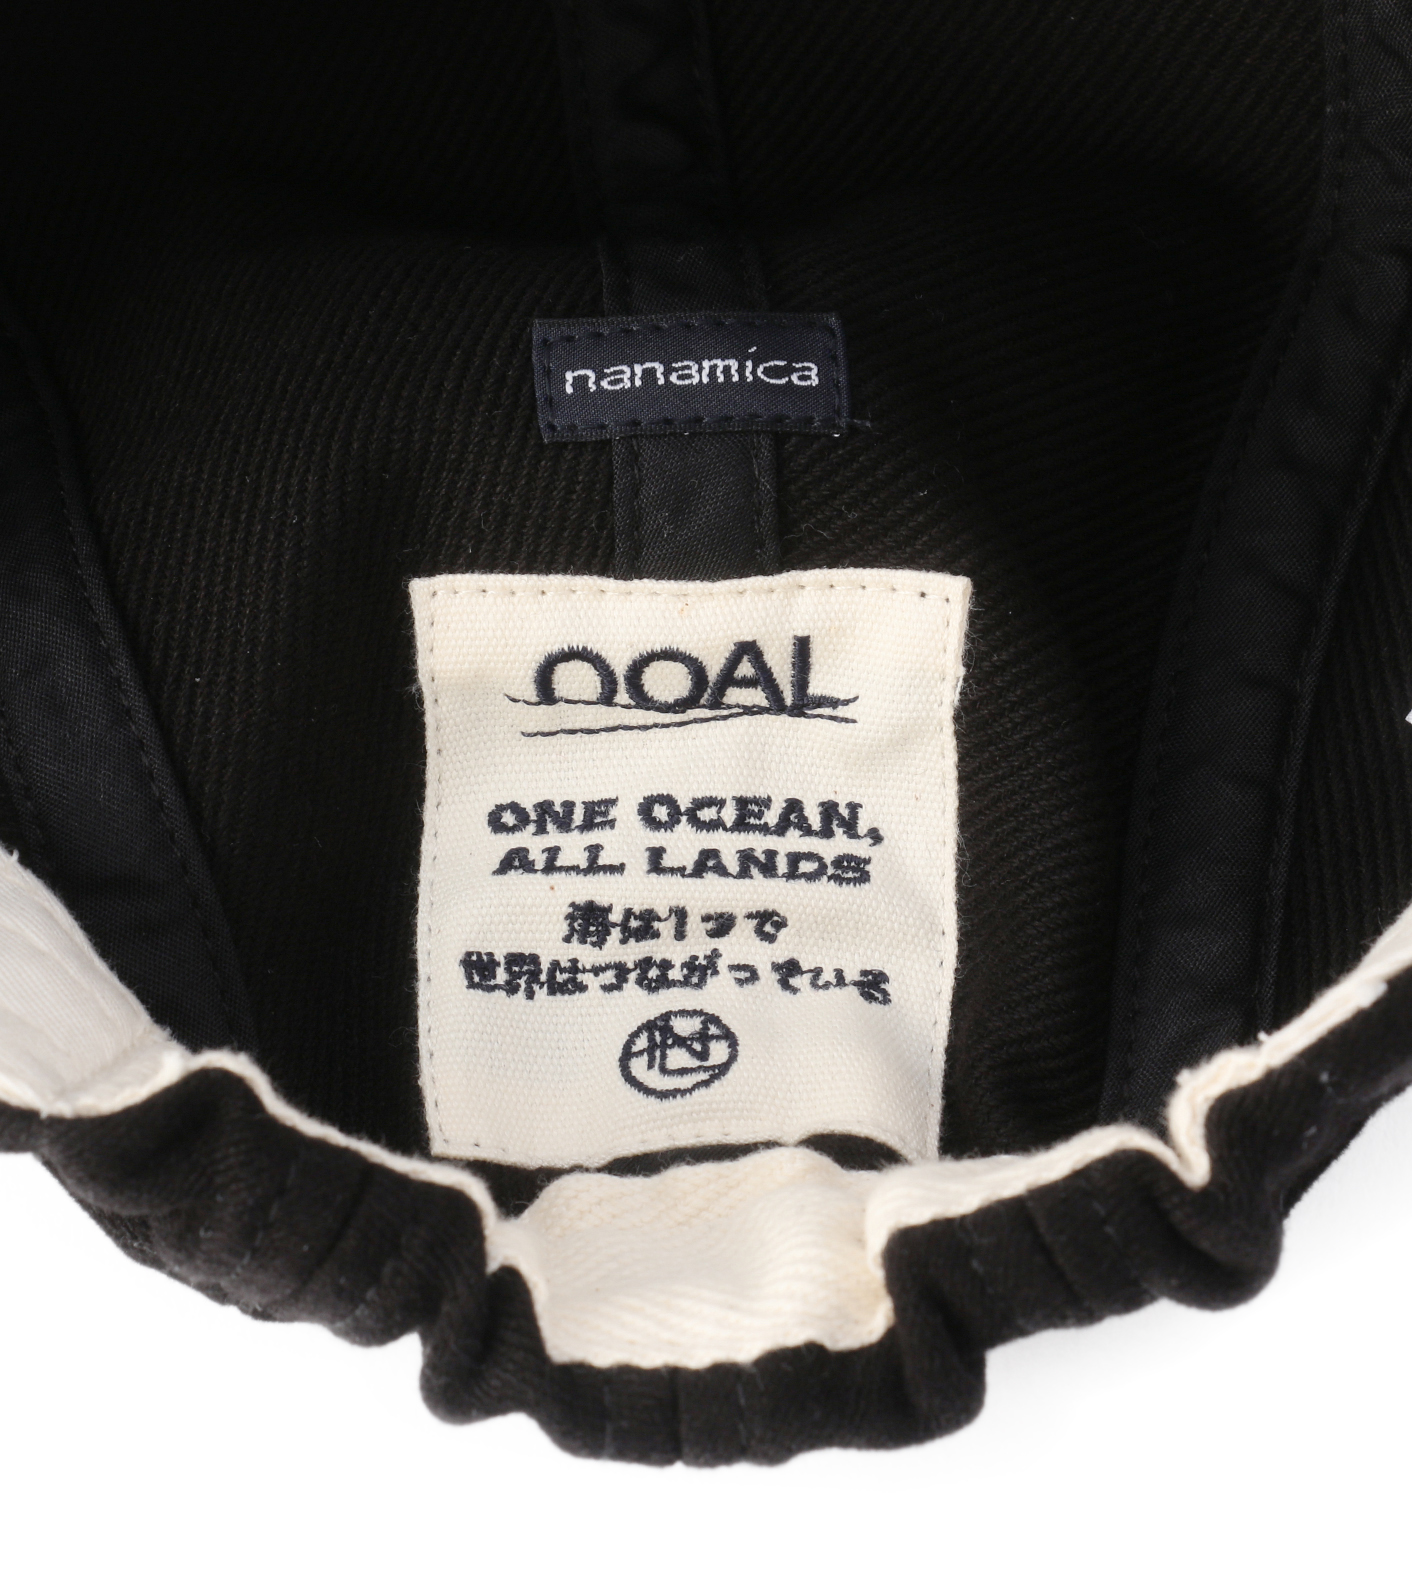 nanamica
nOAL
ONE OCEAN,
ALL LANDS
海は1つで
世界はつながっている